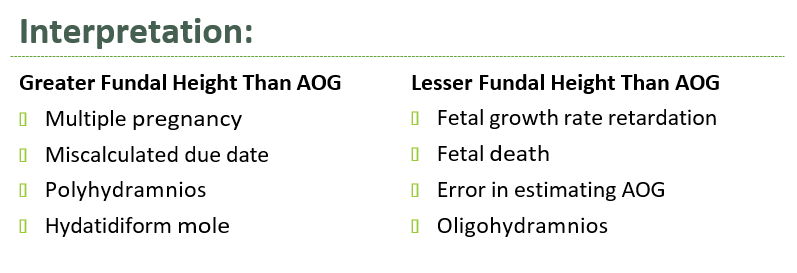 Interpretation:
Greater Fundal Height Than AOG
Multiple pregnancy
Miscalculated due date
Polyhydramnios
Hydatidiform mole
Lesser Fundal Height Than AOG
Fetal growth rate retardation
Fetal death
Error in estimating AOG
Oligohydramnios